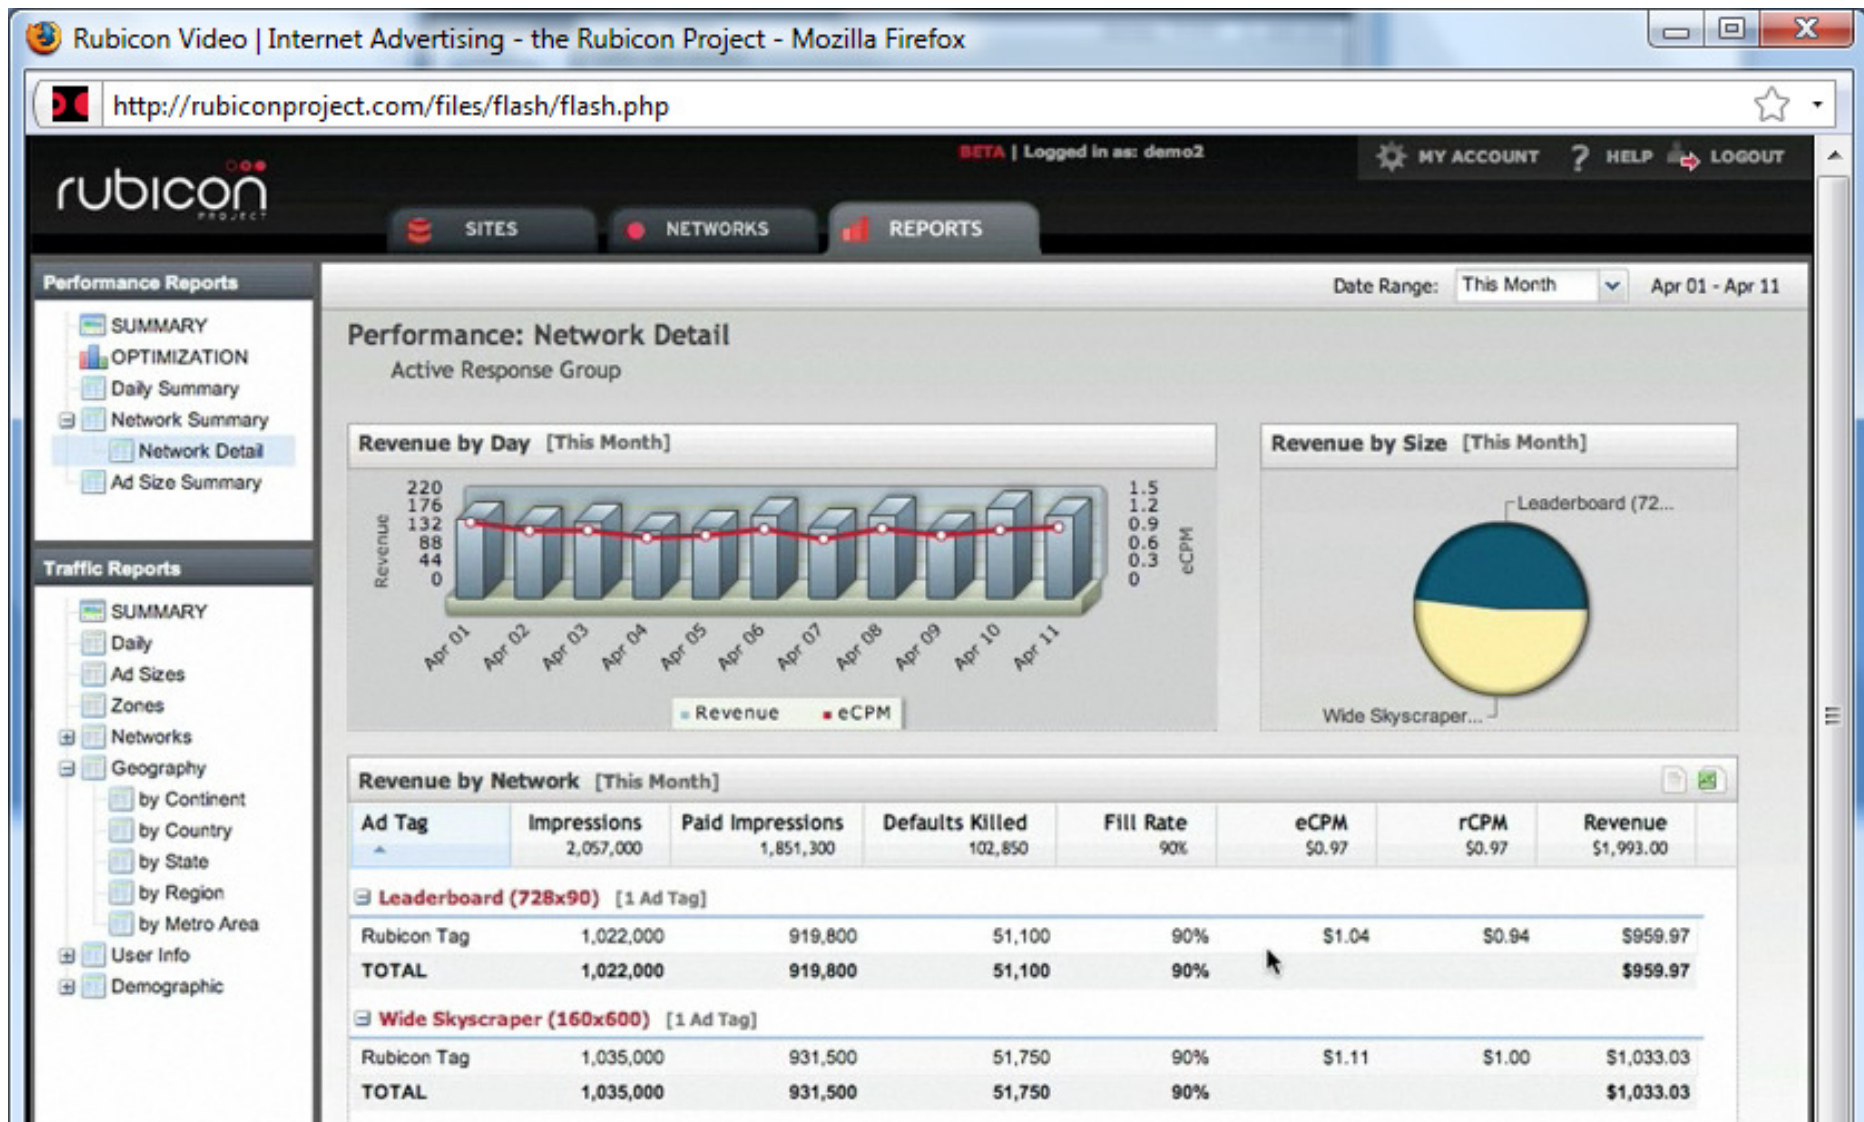 Rubicon Video | Internet Advertising - the Rubicon Project - Mozilla Firefox
http://rubiconproject.com/files/flash/flash.php
BETA | Logged in as: demo2
MY ACCOUNT
? HELP
LOGOUT
rubicon
PROJECT
SITES
NETWORKS
REPORTS
Performance Reports
SUMMARY
OPTIMIZATION
Daily Summary
Network Summary
Network Detail
Ad Size Summary
Traffic Reports
SUMMARY
Daily
Ad Sizes
Zones
Networks
Geography
by Continent
by Country
by State
by Region
by Metro Area
User Info
Demographic
Date Range: This Month Apr 01 - Apr 11
Performance: Network Detail
Active Response Group
Revenue by Day [This Month]
Revenue
220
176
132
88
44
0
1.5
1.2
0.9
0.6
0.3
0
eCPM
Apr 01 Apr 02 Apr 03 Apr 04 Apr 05 Apr 06 Apr 07 Apr 08 Apr 09 Apr 10 Apr 11
Revenue eCPM
Revenue by Size [This Month]
Leaderboard (72...
Wide Skyscraper...
Revenue by Network [This Month]
Ad Tag Impressions Paid Impressions Defaults Killed Fill Rate eCPM rCPM Revenue
2,057,000 1,851,300 102,850 90% $0.97 $0.97 $1,993.00
Leaderboard (728x90) [1 Ad Tag]
Rubicon Tag 1,022,000 919,800 51,100 90% $1.04 $0.94 $959.97
TOTAL 1,022,000 919,800 51,100 90% $959.97
Wide Skyscraper (160x600) [1 Ad Tag]
Rubicon Tag 1,035,000 931,500 51,750 90% $1.11 $1.00 $1,033.03
TOTAL 1,035,000 931,500 51,750 90% $1,033.03